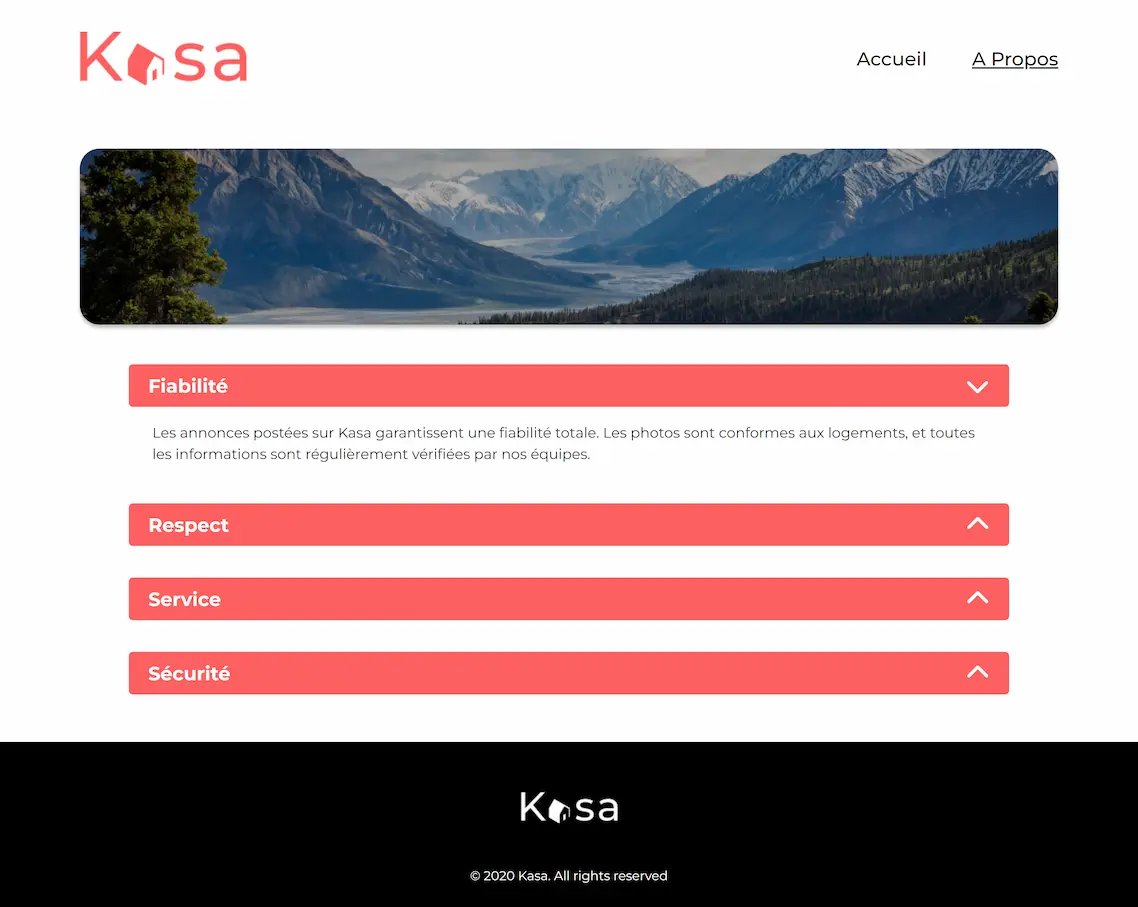 Kasa
Accueil
A Propos
Fiabilité
Les annonces postées sur Kasa garantissent une fiabilité totale. Les photos sont conformes aux logements, et toutes
les informations sont régulièrement vérifiées par nos équipes.
Respect
Service
Sécurité
Kasa
© 2020 Kasa. All rights reserved